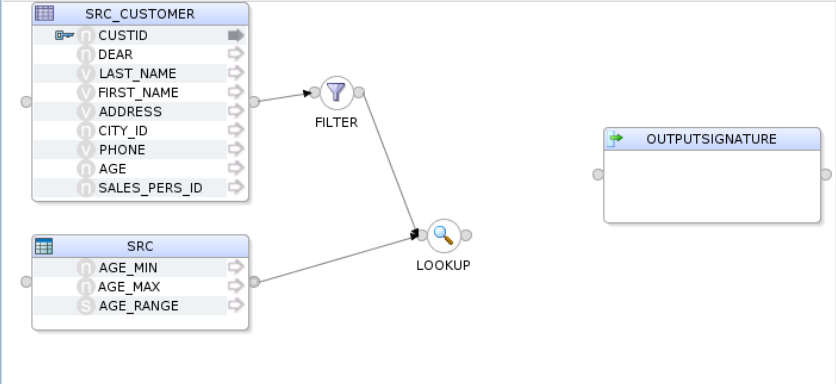 SRC_CUSTOMER
CUSTID
DEAR
LAST_NAME
FIRST_NAME
ADDRESS
CITY_ID
PHONE
AGE
SALES_PERS_ID
FILTER
OUTPUTSIGNATURE
SRC
AGE_MIN
AGE_MAX
AGE_RANGE
LOOKUP